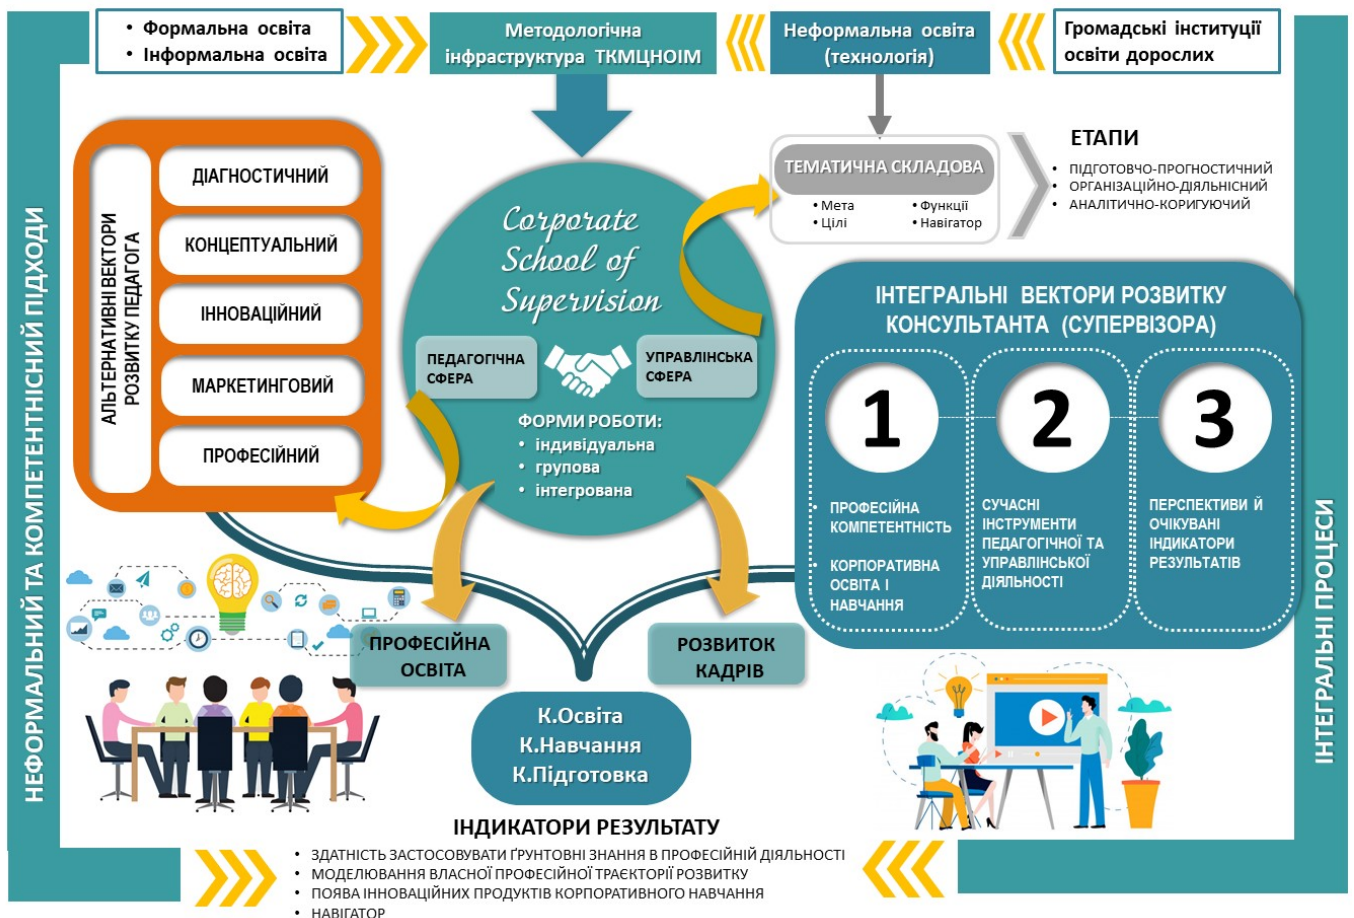 • Формальна освіта
• Інформальна освіта
Методологічна
інфраструктура ТКМЦНОІМ
Неформальна освіта
(технологія)
Громадські інституції
освіти дорослих
НЕФОРМАЛЬНИЙ ТА КОМПЕТЕНТНІСНИЙ ПІДХОДИ
АЛЬТЕРНАТИВНІ ВЕКТОРИ
РОЗВИТКУ ПЕДАГОГА
ДІАГНОСТИЧНИЙ
КОНЦЕПТУАЛЬНИЙ
ІННОВАЦІЙНИЙ
МАРКЕТИНГОВИЙ
ПРОФЕСІЙНИЙ
Corporate
School of
Supervision
ПЕДАГОГІЧНА
СФЕРА
УПРАВЛІНСЬКА
СФЕРА
ФОРМИ РОБОТИ:
• індивідуальна
• групова
• інтегрована
ТЕМАТИЧНА СКЛАДОВА
• Мета
• Цілі
• Функції
• Навігатор
ЕТАПИ
• ПІДГОТОВЧО-ПРОГНОСТИЧНИЙ
• ОРГАНІЗАЦІЙНО-ДІЯЛЬНІСНИЙ
• АНАЛІТИЧНО-КОРИГУЮЧИЙ
ІНТЕГРАЛЬНІ ВЕКТОРИ РОЗВИТКУ
КОНСУЛЬТАНТА (СУПЕРВІЗОРА)
1
• ПРОФЕСІЙНА
КОМПЕТЕНТНІСТЬ
• КОРПОРАТИВНА
ОСВІТА І
НАВЧАННЯ
2
СУЧАСНІ
ІНСТРУМЕНТИ
ПЕДАГОГІЧНОЇ ТА
УПРАВЛІНСЬКОЇ
ДІЯЛЬНОСТІ
3
ПЕРСПЕКТИВИ Й
ОЧІКУВАНІ
ІНДИКАТОРИ
РЕЗУЛЬТАТІВ
ІНТЕГРАЛЬНІ ПРОЦЕСИ
ПРОФЕСІЙНА
ОСВІТА
РОЗВИТОК
КАДРІВ
К.Освіта
К.Навчання
К.Підготовка
ІНДИКАТОРИ РЕЗУЛЬТАТУ
• ЗДАТНІСТЬ ЗАСТОСОВУВАТИ ҐРУНТОВНІ ЗНАННЯ В ПРОФЕСІЙНІЙ ДІЯЛЬНОСТІ
• МОДЕЛЮВАННЯ ВЛАСНОЇ ПРОФЕСІЙНОЇ ТРАЄКТОРІЇ РОЗВИТКУ
• ПОЯВА ІННОВАЦІЙНИХ ПРОДУКТІВ КОРПОРАТИВНОГО НАВЧАННЯ
• НАВІГАТОР